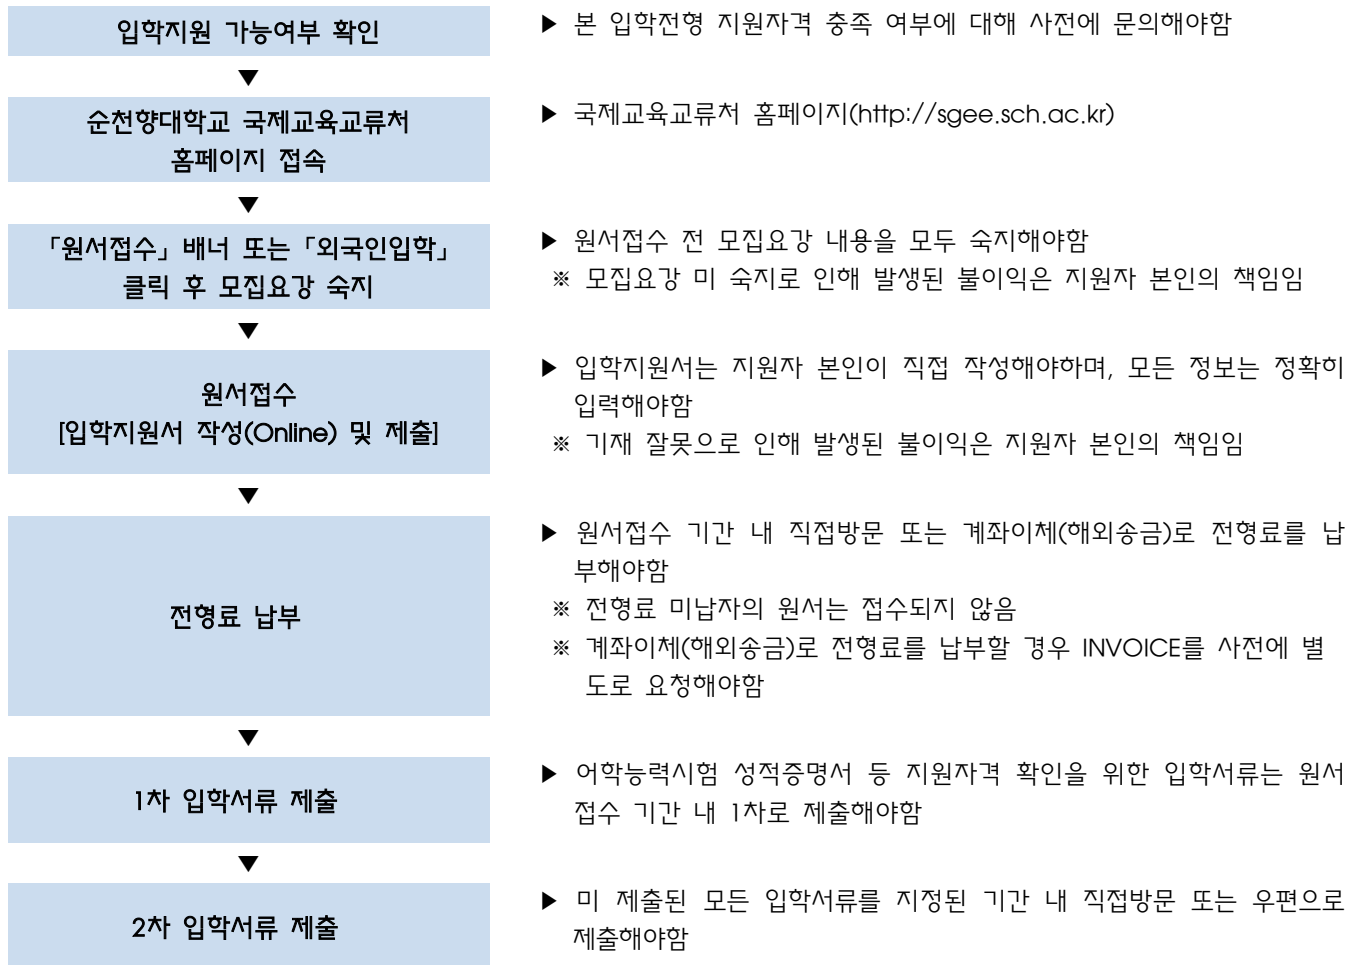 입학지원 가능여부 확인
▶ 본 입학전형 지원자격 충족 여부에 대해 사전에 문의해야함
▼
순천향대학교 국제교육교류처
홈페이지 접속
▶ 국제교육교류처 홈페이지(http://sgee.sch.ac.kr)
▼
「원서접수」 배너 또는 「외국인입학」
클릭 후 모집요강 숙지
▶ 원서접수 전 모집요강 내용을 모두 숙지해야함
※ 모집요강 미 숙지로 인해 발생된 불이익은 지원자 본인의 책임임
▼
원서접수
[입학지원서 작성(Online) 및 제출]
▶ 입학지원서는 지원자 본인이 직접 작성해야하며, 모든 정보는 정확히
입력해야함
※ 기재 잘못으로 인해 발생된 불이익은 지원자 본인의 책임임
▼
전형료 납부
▶ 원서접수 기간 내 직접방문 또는 계좌이체(해외송금)로 전형료를 납
부해야함
※ 전형료 미납자의 원서는 접수되지 않음
※ 계좌이체(해외송금)로 전형료를 납부할 경우 INVOICE를 사전에 별
도로 요청해야함
▼
1차 입학서류 제출
▶ 어학능력시험 성적증명서 등 지원자격 확인을 위한 입학서류는 원서
접수 기간 내 1차로 제출해야함
▼
2차 입학서류 제출
▶ 미 제출된 모든 입학서류를 지정된 기간 내 직접방문 또는 우편으로
제출해야함